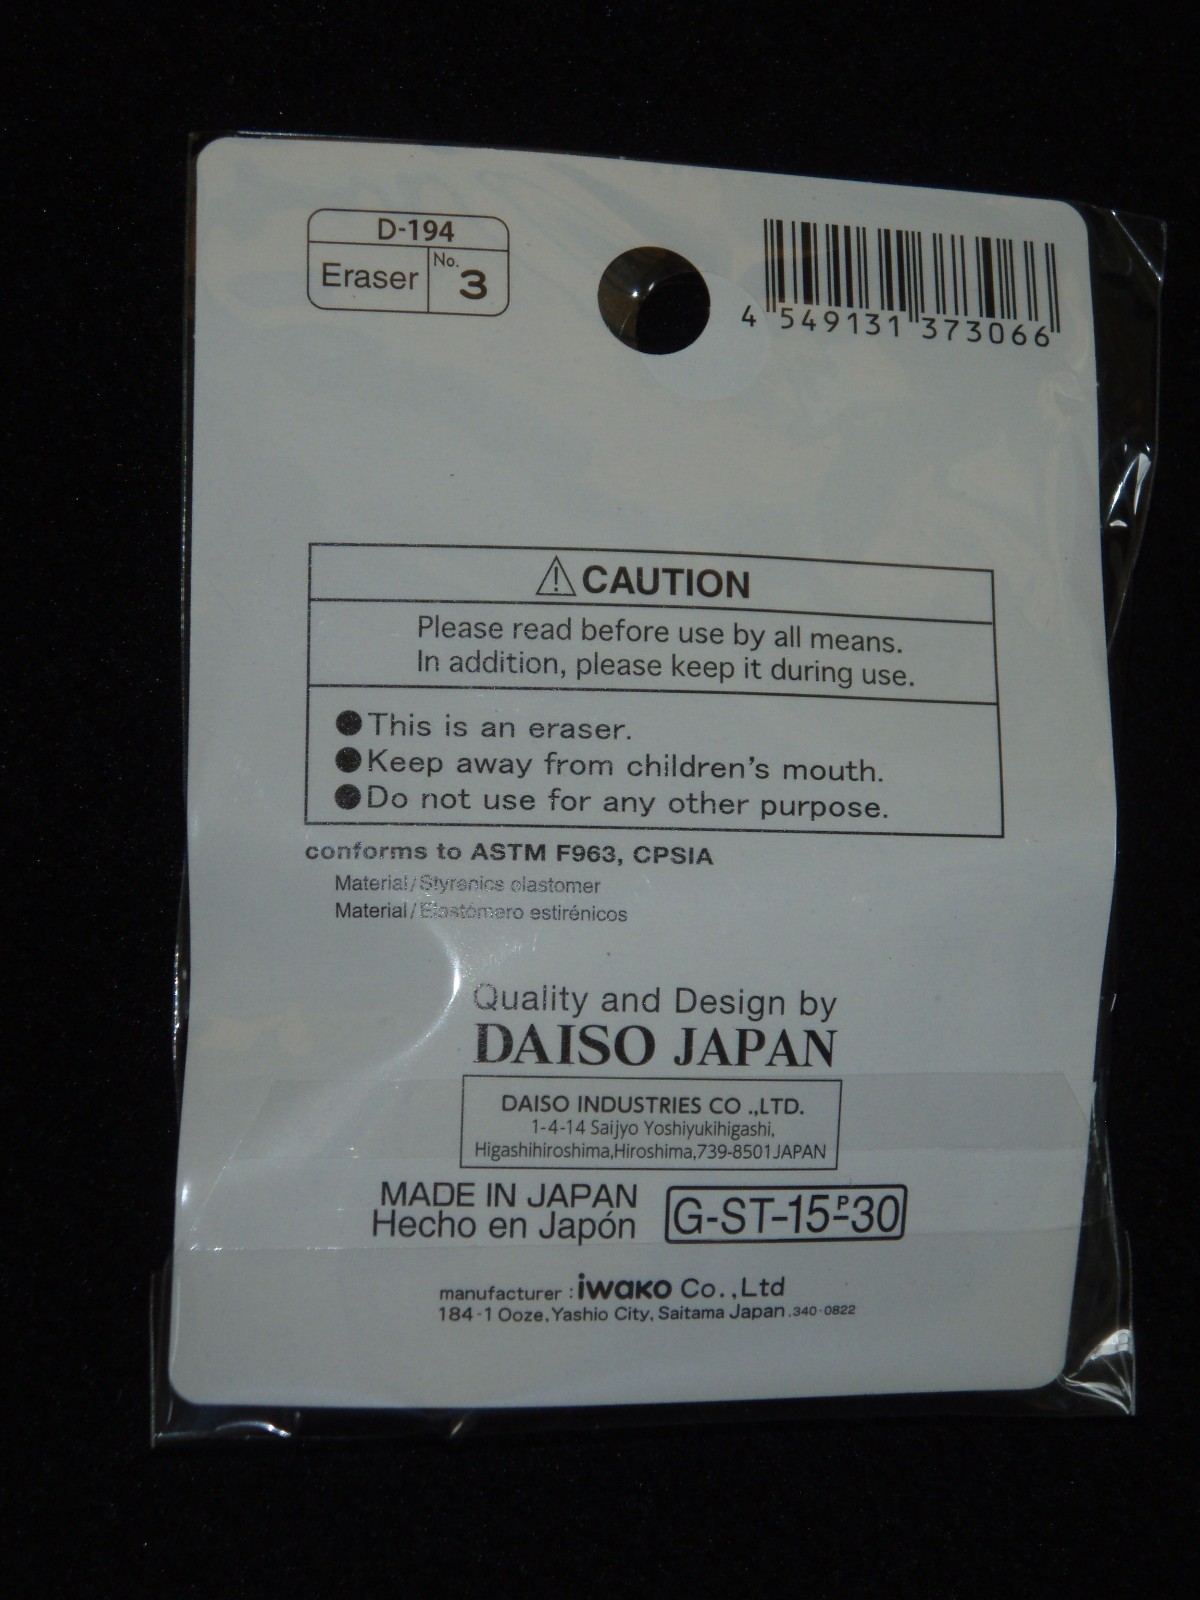 D-194
Eraser No. 3
4 549131 373066
⚠CAUTION
Please read before use by all means.
In addition, please keep it during use.
●This is an eraser.
●Keep away from children's mouth.
●Do not use for any other purpose.
conforms to ASTM F963, CPSIA
Material/Styrenics elastomer
Material/Elastómero estirénicos
Quality and Design by
DAISO JAPAN
DAISO INDUSTRIES CO .,LTD.
1-4-14 Saijyo Yoshiyukihigashi,
Higashihiroshima,Hiroshima,739-8501JAPAN
MADE IN JAPAN
Hecho en Japón
G-ST-15-P30
manufacturer : iwako Co.,Ltd
184-1 Ooze, Yashio City, Saitama Japan.340-0822